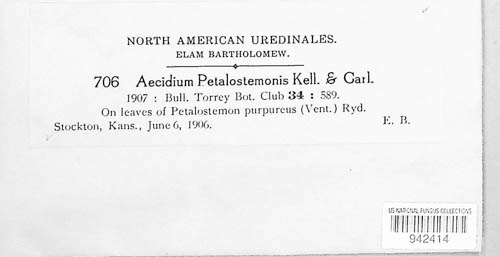 NORTH AMERICAN UREDINALES.
ELAM BARTHOLOMEW.
706 Aecidium Petalostemonis Kell. & Carl.
1907 : Bull. Torrey Bot. Club 34 : 589.
On leaves of Petalostemon purpureus (Vent.) Ryd.
Stockton, Kans., June 6, 1906. E. B.
US NATIONAL FUNGUS COLLECTIONS
942414